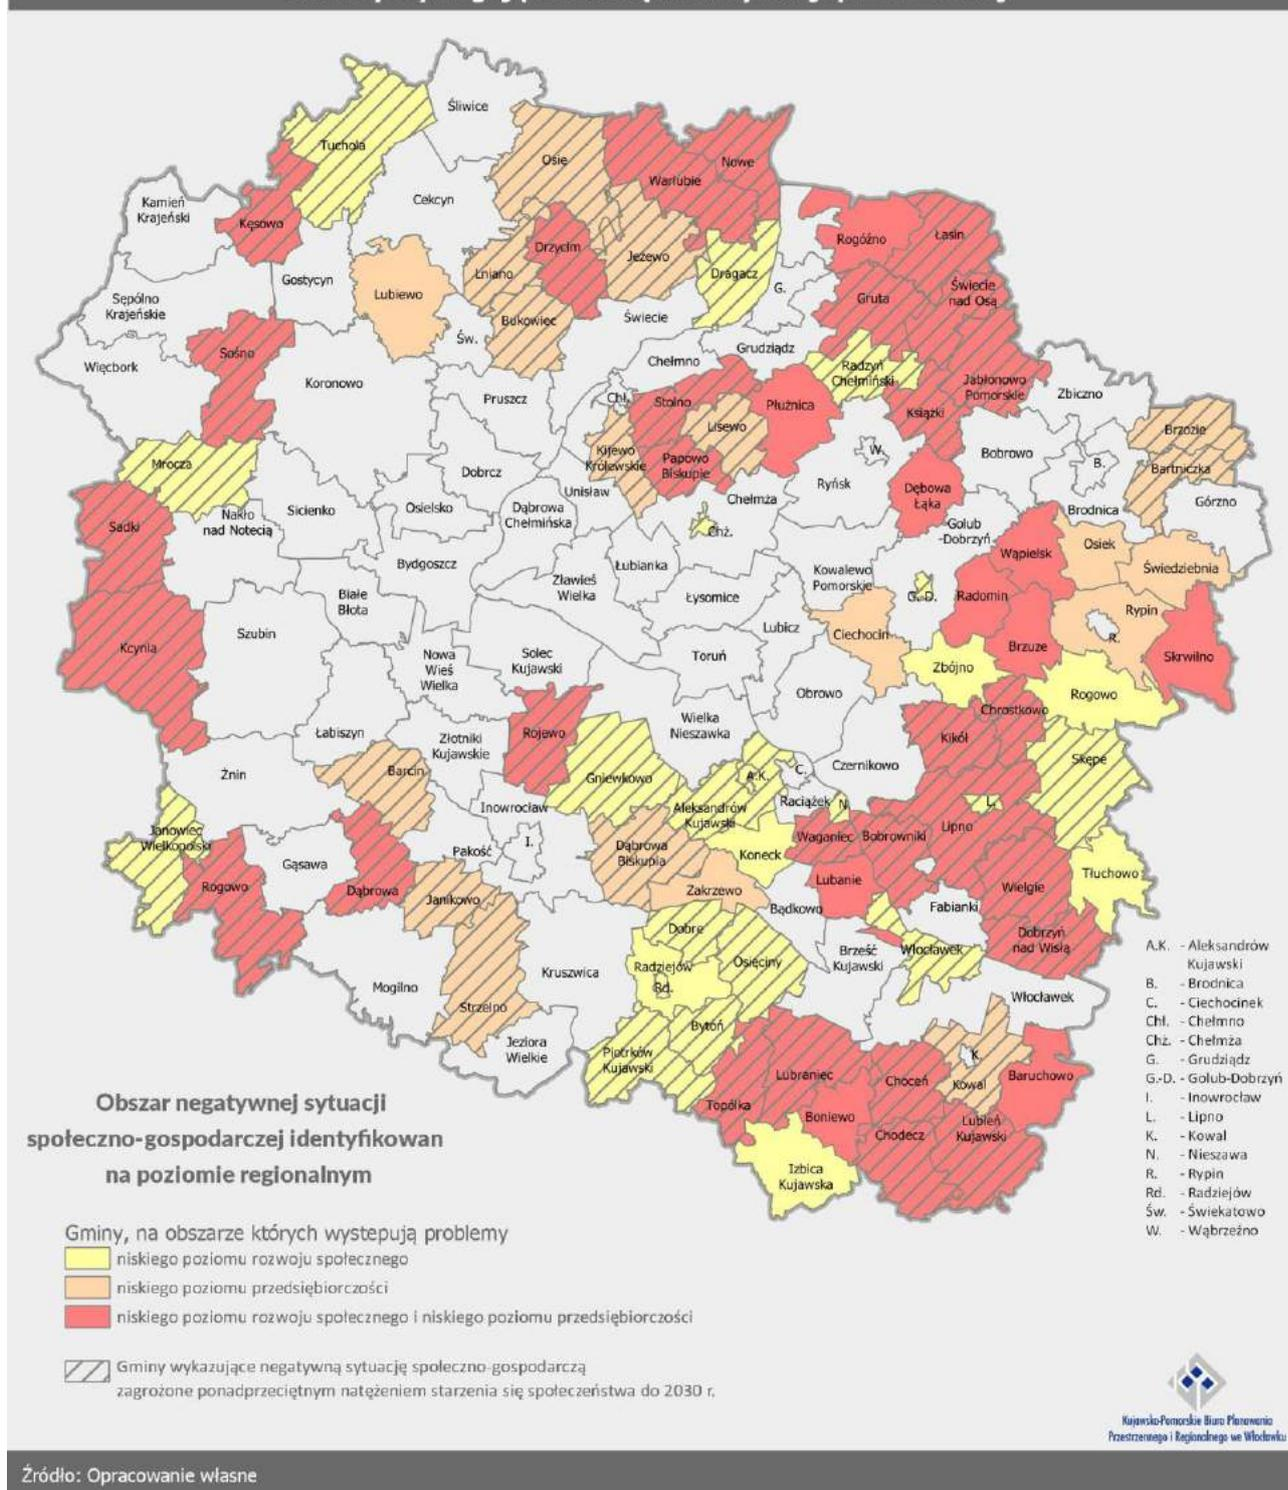 Śliwice
Tuchola
Osie
Nowe
Warlubie
Kamień
Krajeński
Cekcyn
Kęsowo
Rogóźno
Łasin
Drzycim
Jeżewo
Gostycyn
Lniano
Dragacz
Lubiewo
G.
Świecie
nad Osą
Gruta
Sępólno
Krajeńskie
Bukowiec
Świecie
Św.
Sośno
Grudziądz
Więcbork
Chełmno
Radzyń
Chełmiński
Koronowo
Jabłonowo
Pomorskie
Zbiczno
Pruszcz
Chł.
Stolno
Płużnica
Książki
Lisewo
Brzozie
Kijewo
Królewskie
W.
Bobrowo
Mrocza
Papowo
Biskupie
B.
Bartniczka
Dobrcz
Ryńsk
Unisław
Dębowa
Łąka
Chełmża
Górzno
Sadki
Nakło
nad Notecią
Sicienko
Osielsko
Dąbrowa
Chełmińska
Brodnica
Chż.
Golub
-Dobrzyń
Osiek
Wąpielsk
Bydgoszcz
Łubianka
Kowalewo
Pomorskie
Świedziebnia
Zławieś
Wielka
Białe
Błota
Łysomice
G.-D.
Radomin
Rypin
Szubin
Lubicz
Ciechocin
R.
Kcynia
Brzuze
Nowa
Wieś
Wielka
Solec
Kujawski
Toruń
Skrwilno
Zbójno
Obrowo
Rogowo
Chrostkowo
Wielka
Nieszawka
Łabiszyn
Rojewo
Złotniki
Kujawskie
Kikół
Skępe
Czernikowo
Żnin
Barcin
Gniewkowo
A.K.
C.
Inowrocław
Aleksandrów
Kujawski
Raciążek
N.
L.
Janowiec
Wielkopolski
Lipno
Waganiec
Bobrowniki
I.
Dąbrowa
Biskupia
Pakość
Koneck
Gąsawa
Tłuchowo
Rogowo
Dąbrowa
Zakrzewo
Lubanie
Wielgie
Janikowo
Bądkowo
Fabianki
Dobre
Dobrzyń
nad Wisłą
Brześć
Kujawski
Włocławek
Radziejów
Osięciny
Kruszwica
Rd.
Mogilno
Włocławek
Strzelno
Bytoń
Jeziora
Wielkie
Piotrków
Kujawski
K.
Lubraniec
Choceń
Kowal
Baruchowo
Topólka
Boniewo
Lubień
Kujawski
Chodecz
Izbica
Kujawska
A.K. - Aleksandrów
Kujawski
B. - Brodnica
C. - Ciechocinek
Chł. - Chełmno
Chż. - Chełmża
G. - Grudziądz
G.-D. - Golub-Dobrzyń
I. - Inowrocław
L. - Lipno
K. - Kowal
N. - Nieszawa
R. - Rypin
Rd. - Radziejów
Św. - Świekatowo
W. - Wąbrzeźno
Obszar negatywnej sytuacji
społeczno-gospodarczej identyfikowan
na poziomie regionalnym
Gminy, na obszarze których wystepują problemy
niskiego poziomu rozwoju społecznego
niskiego poziomu przedsiębiorczości
niskiego poziomu rozwoju społecznego i niskiego poziomu przedsiębiorczości
Gminy wykazujące negatywną sytuację społeczno-gospodarczą
zagrożone ponadprzeciętnym natężeniem starzenia się społeczeństwa do 2030 r.
Kujawsko-Pomorskie Biuro Planowania
Przestrzennego i Regionalnego we Włocławku
Źródło: Opracowanie własne